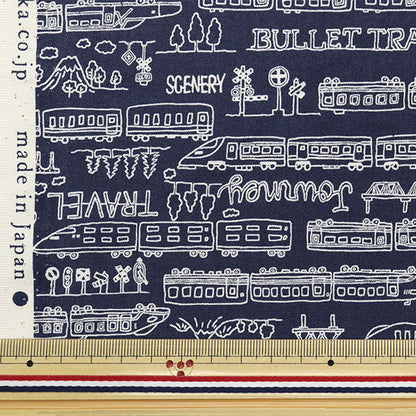 ka.co.jp
made in Japan
BULLET TRA
SCENERY
Journey
TRAVEL